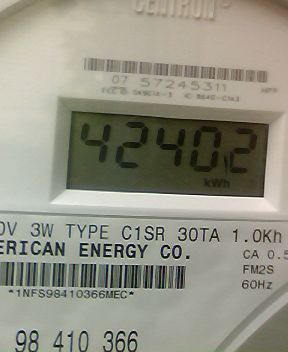 CENTRON
07 57245311
42402
kWh
0V 3W TYPE C1SR 30TA 1.0Kh
ERICAN ENERGY CO.
CA 0.5
FM2S
*1NFS98410366MEC*
60Hz
98 410 366